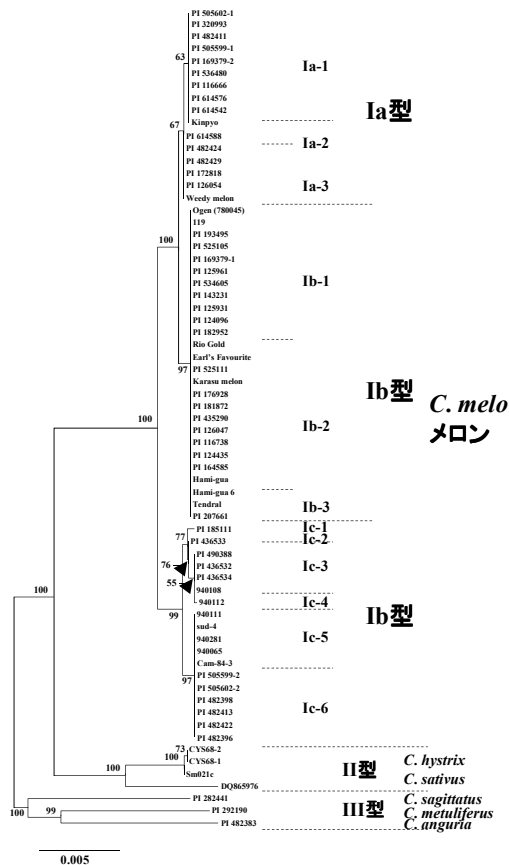 PI 505602-1
PI 320993
PI 482411
PI 505599-1
63
PI 169379-2
Ia-1
PI 536480
PI 116666
PI 614576
PI 614542
Ia型
Kinpyo
67
PI 614588
Ia-2
PI 482424
PI 482429
PI 172818
Ia-3
PI 126054
Weedy melon
Ogen (780045)
119
PI 193495
100
PI 525105
PI 169379-1
PI 125961
Ib-1
PI 534605
PI 143231
PI 125931
PI 124096
PI 182952
Rio Gold
Earl's Favourite
97
PI 525111
Karasu melon
Ib型
PI 176928
C. melo
PI 181872
100
PI 435290
Ib-2
PI 126047
メロン
PI 116738
PI 124435
PI 164585
Hami-gua
Hami-gua 6
Tendral
Ib-3
PI 207661
PI 185111
Ic-1
77
PI 436533
Ic-2
PI 490388
76
PI 436532
Ic-3
PI 436534
55
940108
100
940112
Ic-4
99
940111
Ib型
sud-4
940281
Ic-5
940065
Cam-84-3
97
PI 505599-2
PI 505602-2
PI 482398
Ic-6
PI 482413
PI 482422
PI 482396
73
CYS68-2
100
CYS68-1
C. hystrix
100
Sm021c
II型
C. sativus
DQ865976
PI 282441
C. sagittatus
100
99
PI 292190
III型
C. metuliferus
PI 482383
C. anguria
0.005